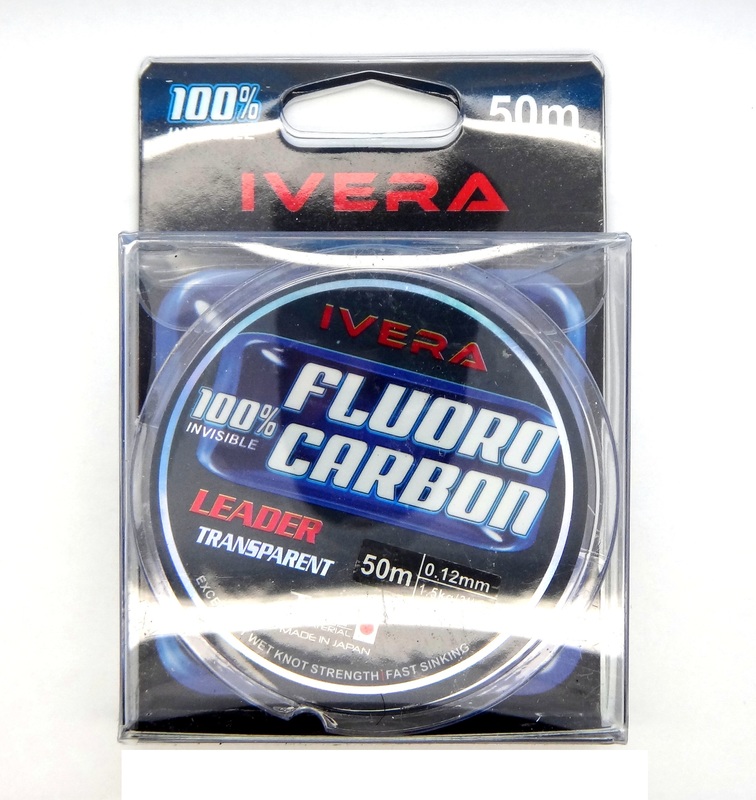 100% 50m
INVISIBLE
IVERA
IVERA
100% FLUORO
INVISIBLE CARBON
LEADER
TRANSPARENT
50m 0.12mm
MADE IN JAPAN
WET KNOT STRENGTH FAST SINKING